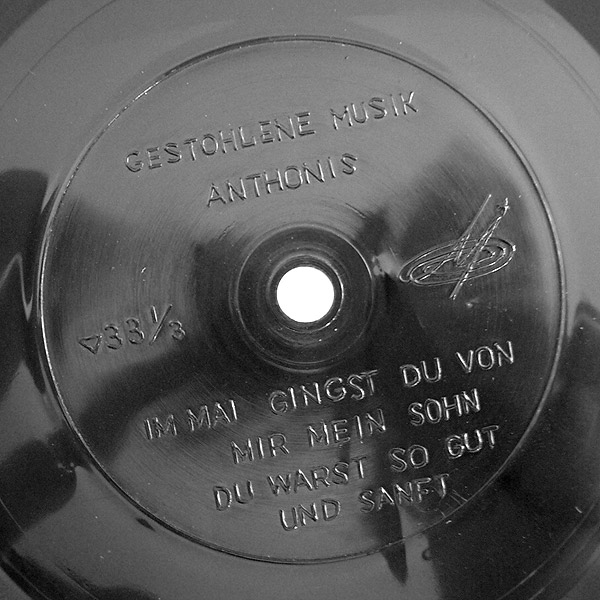 GESTOHLENE MUSIK
ANTHONIS
▽33⅓
IM MAI GINGST DU VON
MIR MEIN SOHN
DU WARST SO GUT
UND SANFT